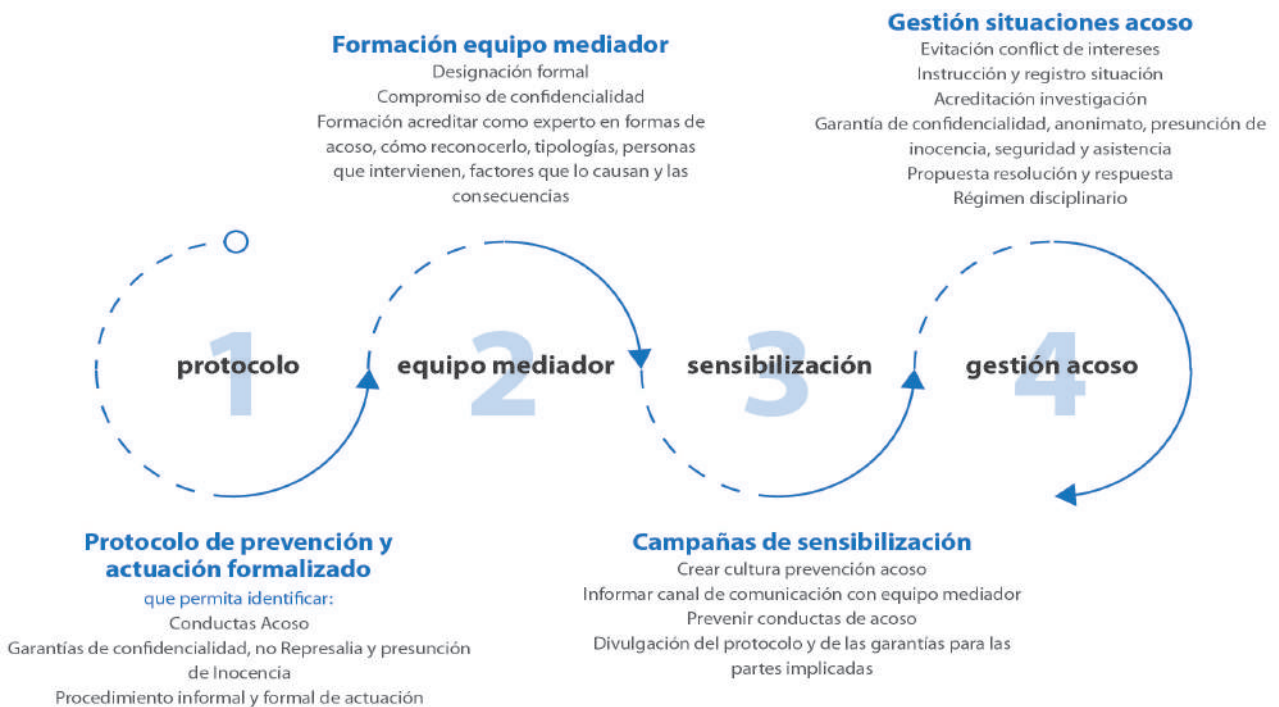 Formación equipo mediador
Designación formal
Compromiso de confidencialidad
Formación acreditar como experto en formas de
acoso, cómo reconocerlo, tipologías, personas
que intervienen, factores que lo causan y las
consecuencias
Gestión situaciones acoso
Evitación conflict de intereses
Instrucción y registro situación
Acreditación investigación
Garantía de confidencialidad, anonimato, presunción de
inocencia, seguridad y asistencia
Propuesta resolución y respuesta
Régimen disciplinario
1
protocolo
2
equipo mediador
3
sensibilización
4
gestión acoso
Protocolo de prevención y
actuación formalizado
que permita identificar:
Conductas Acoso
Garantías de confidencialidad, no Represalia y presunción
de Inocencia
Procedimiento informal y formal de actuación
Campañas de sensibilización
Crear cultura prevención acoso
Informar canal de comunicación con equipo mediador
Prevenir conductas de acoso
Divulgación del protocolo y de las garantías para las
partes implicadas